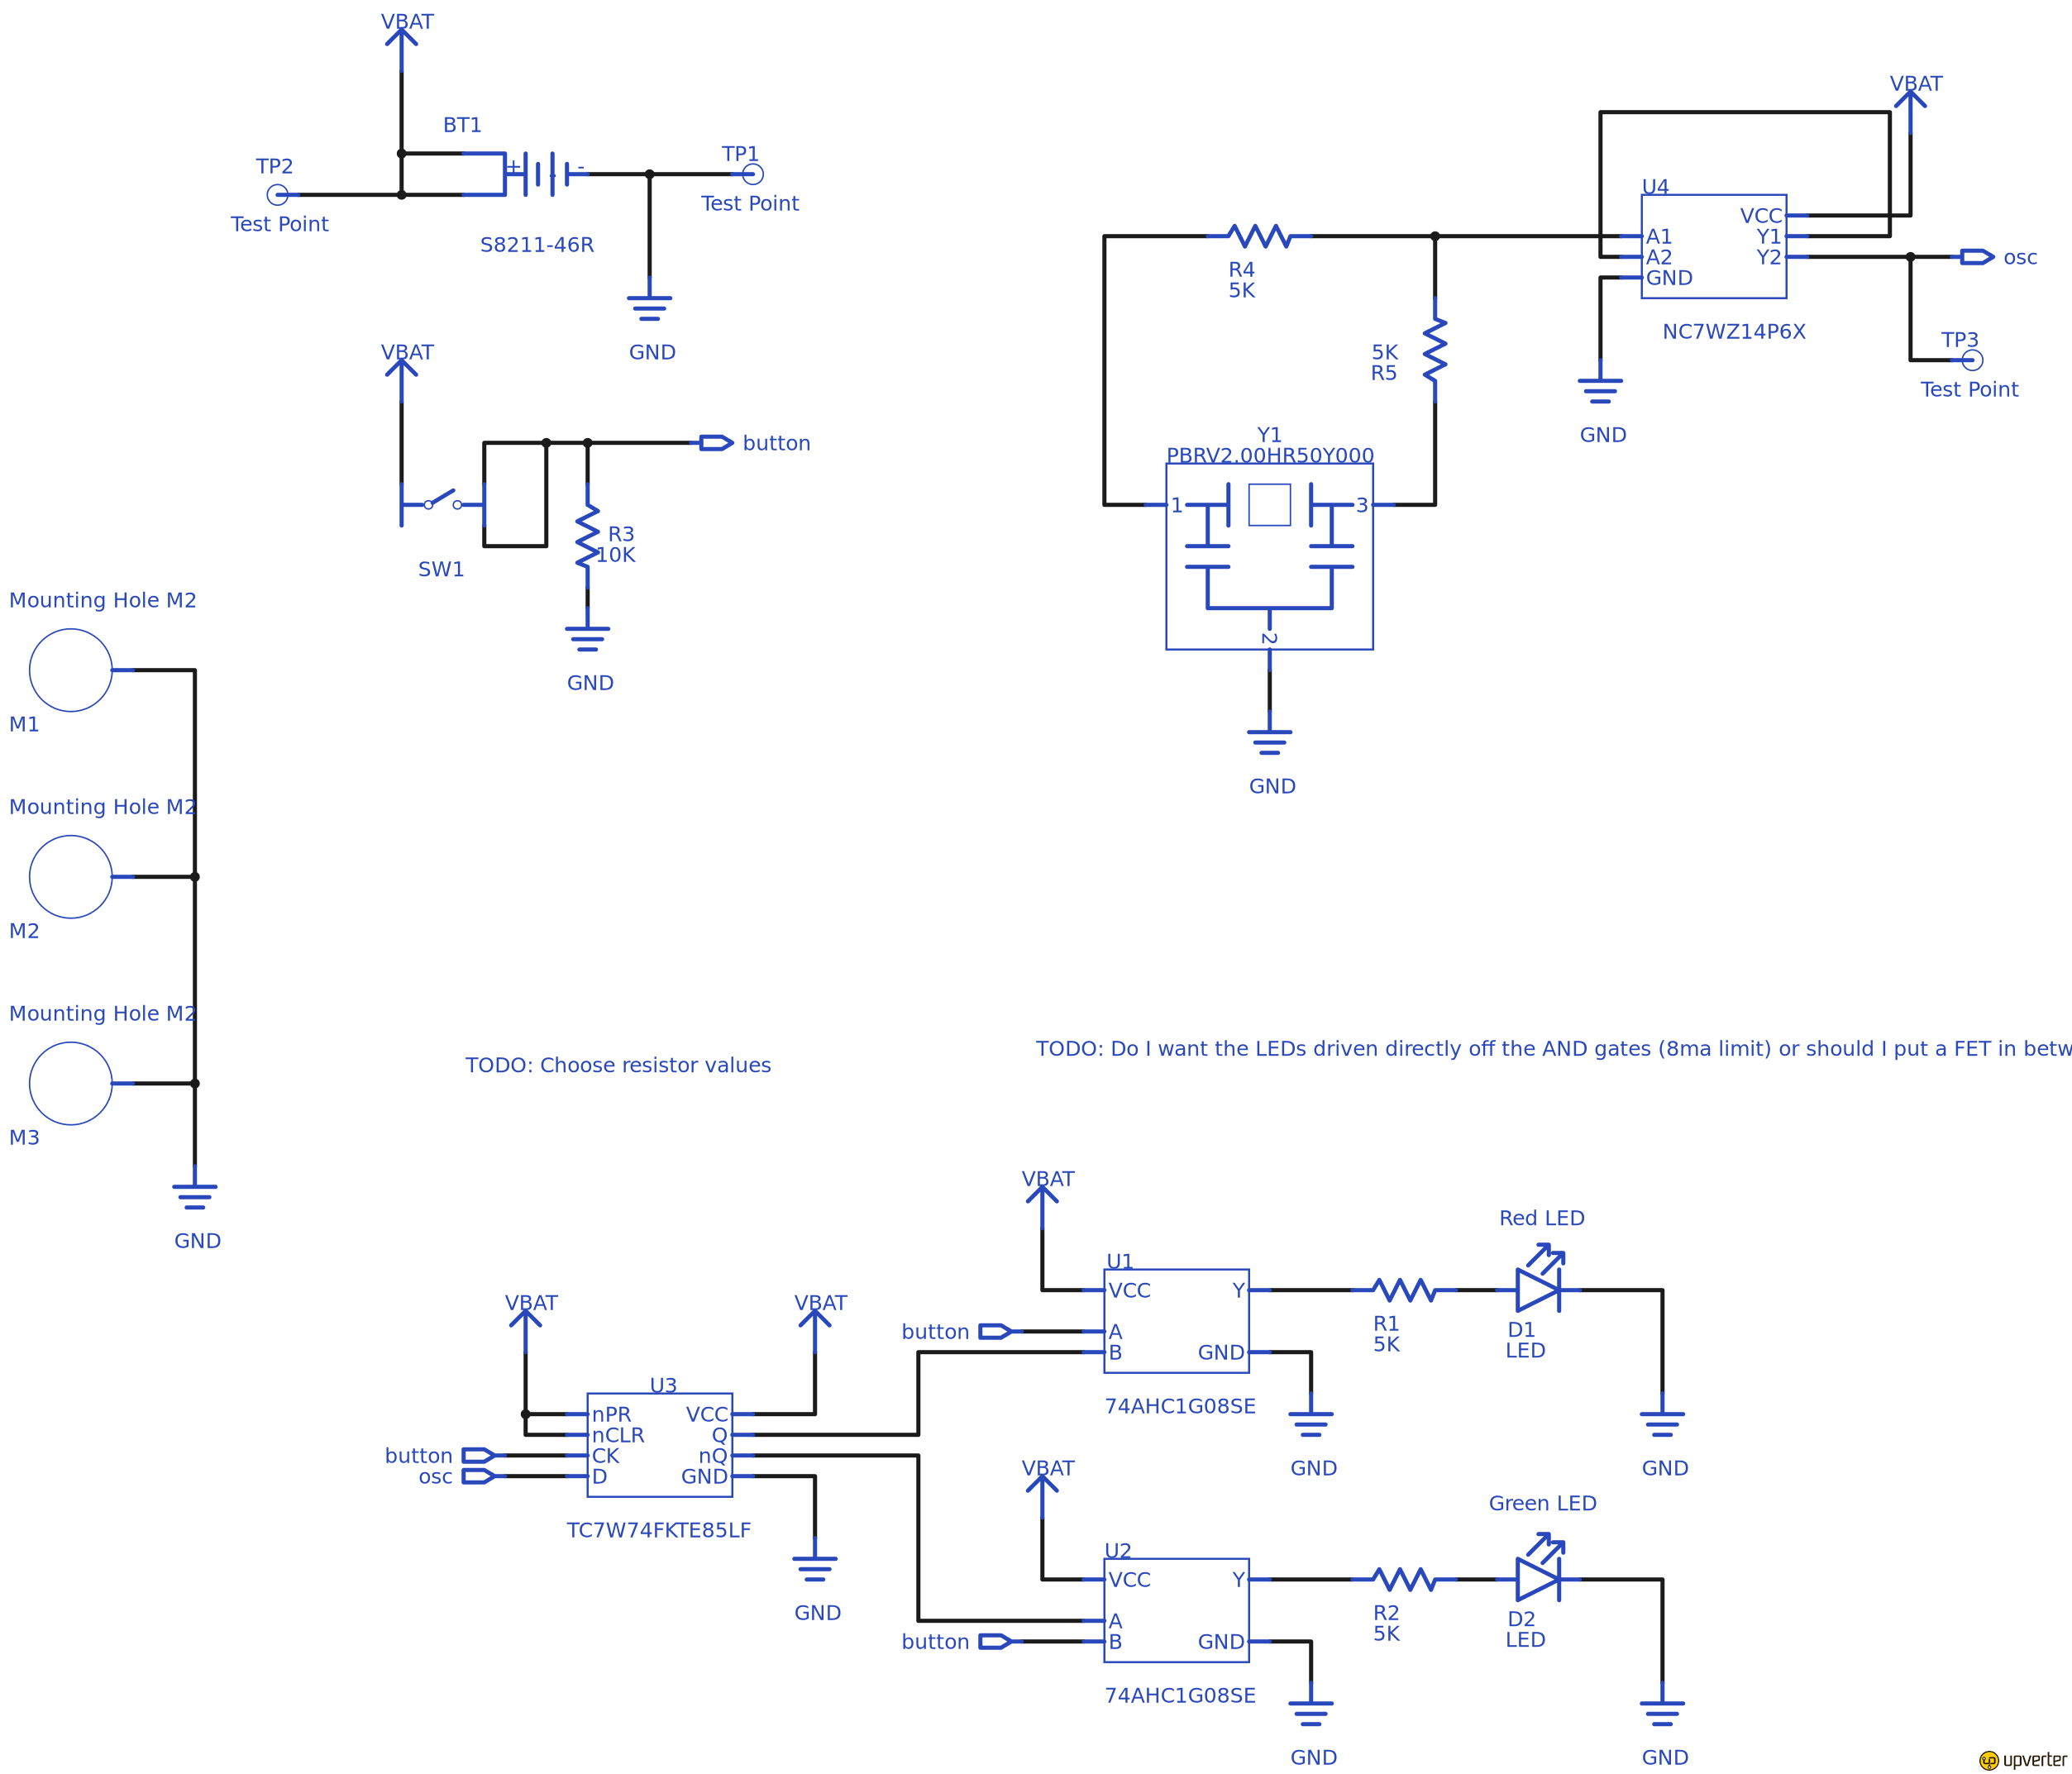 VBAT
BT1
TP2
Test Point
+
-
TP1
Test Point
S8211-46R
GND
VBAT
button
SW1
R3
10K
GND
VBAT
U4
VCC
A1
Y1
A2
Y2
GND
osc
NC7WZ14P6X
TP3
Test Point
GND
R4
5K
5K
R5
Y1
PBRV2.00HR50Y000
1
3
2
GND
Mounting Hole M2
M1
Mounting Hole M2
M2
Mounting Hole M2
M3
GND
TODO: Choose resistor values
TODO: Do I want the LEDs driven directly off the AND gates (8ma limit) or should I put a FET in betw
VBAT
VBAT
U3
nPR
VCC
nCLR
Q
button
CK
nQ
osc
D
GND
TC7W74FKTE85LF
GND
VBAT
U1
VCC
Y
button
A
B
GND
74AHC1G08SE
GND
R1
5K
Red LED
D1
LED
GND
VBAT
U2
VCC
Y
A
button
B
GND
74AHC1G08SE
GND
R2
5K
Green LED
D2
LED
GND
upverter